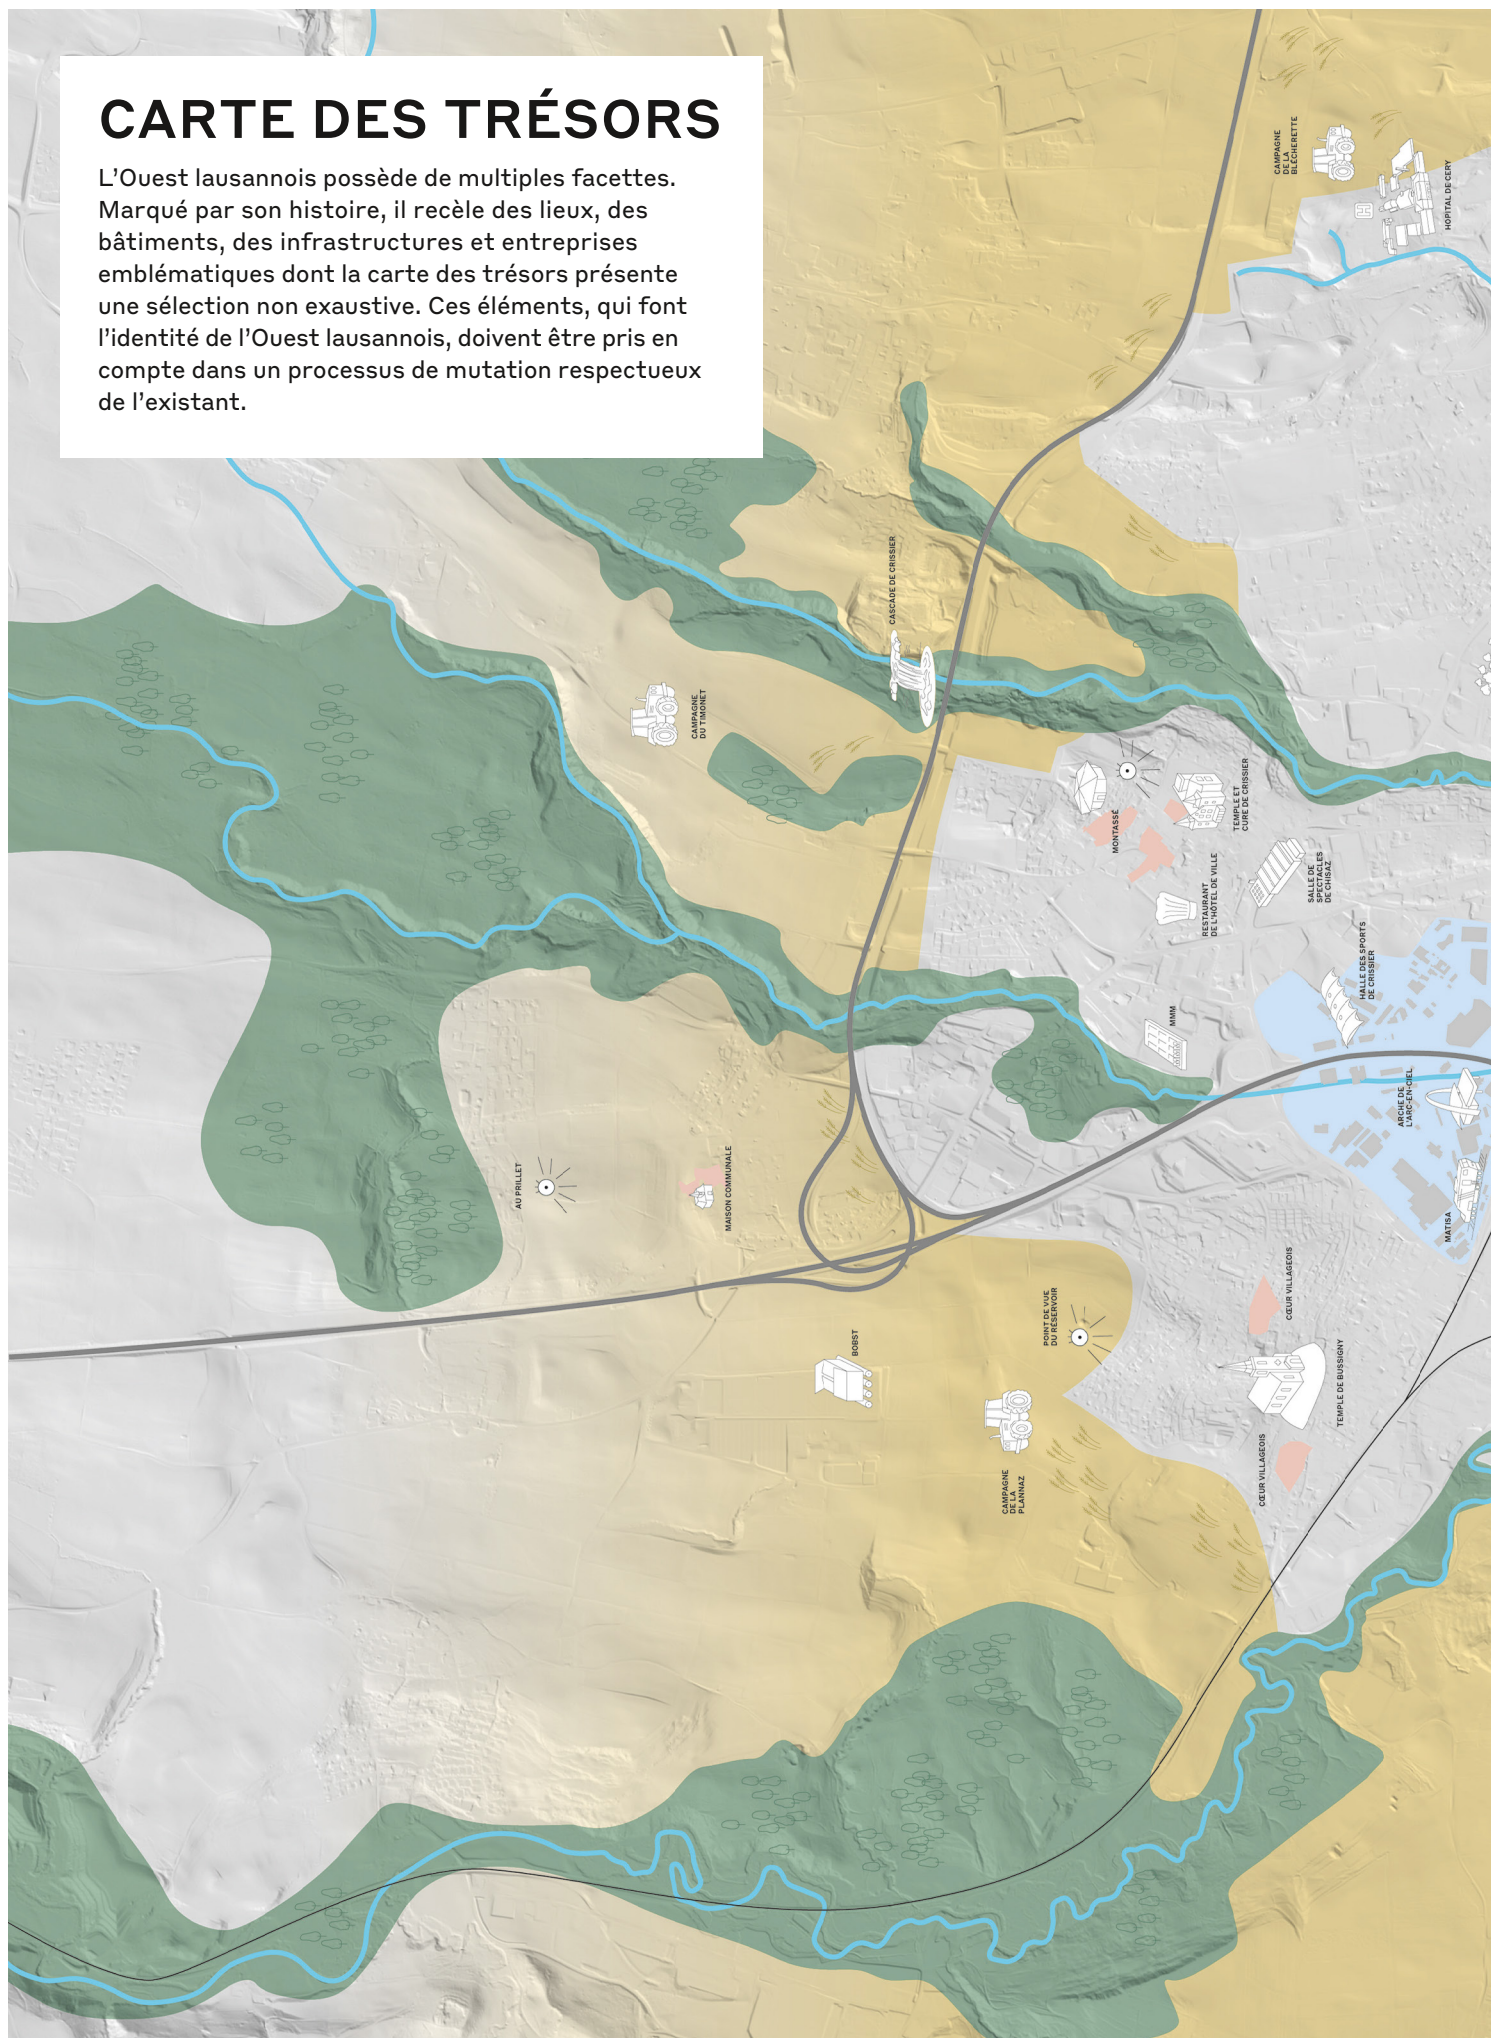 CARTE DES TRÉSORS
L’Ouest lausannois possède de multiples facettes.
Marqué par son histoire, il recèle des lieux, des
bâtiments, des infrastructures et entreprises
emblématiques dont la carte des trésors présente
une sélection non exaustive. Ces éléments, qui font
l’identité de l’Ouest lausannois, doivent être pris en
compte dans un processus de mutation respectueux
de l’existant.
CAMPAGNE
DE LA
BLÉCHERETTE
H
HOPITAL DE CERY
CASCADE DE CRISSIER
CAMPAGNE
DU TIMONET
MONTASSÉ
TEMPLE ET
CURE DE CRISSIER
RESTAURANT
DE L’HÔTEL DE VILLE
SALLE DE
SPECTACLES
DE CHISAZ
HALLE DES SPORTS
DE CRISSIER
MMM
ARCHE DE
L’ARC-EN-CIEL
MATISA
AU PRILLET
MAISON COMMUNALE
BOBST
POINT DE VUE
DU RÉSERVOIR
CŒUR VILLAGEOIS
TEMPLE DE BUSSIGNY
CAMPAGNE
DE LA
PLANNAZ
CŒUR VILLAGEOIS